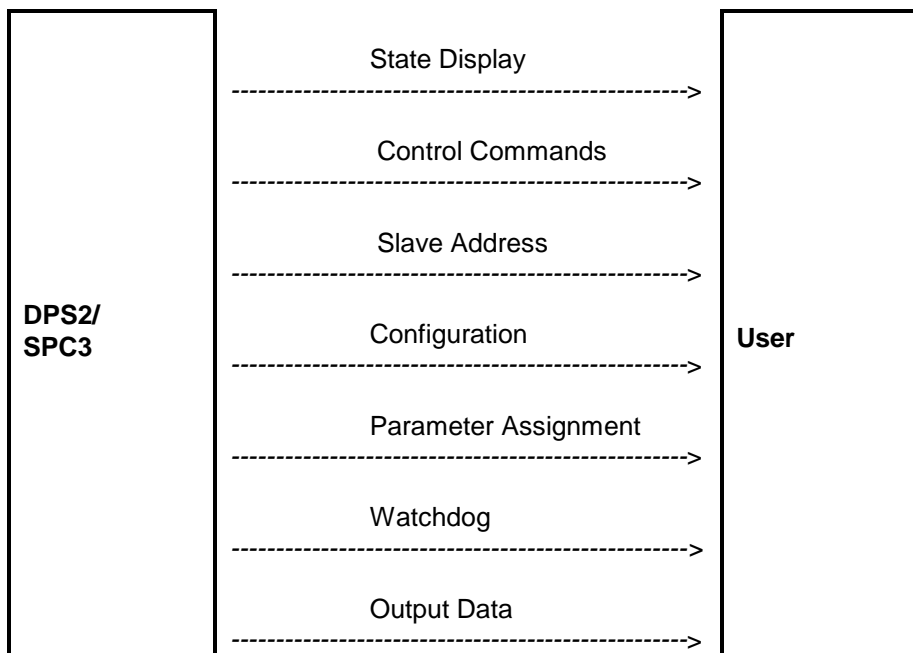 State Display
Control Commands
Slave Address
DPS2/
SPC3
Configuration
User
Parameter Assignment
Watchdog
Output Data